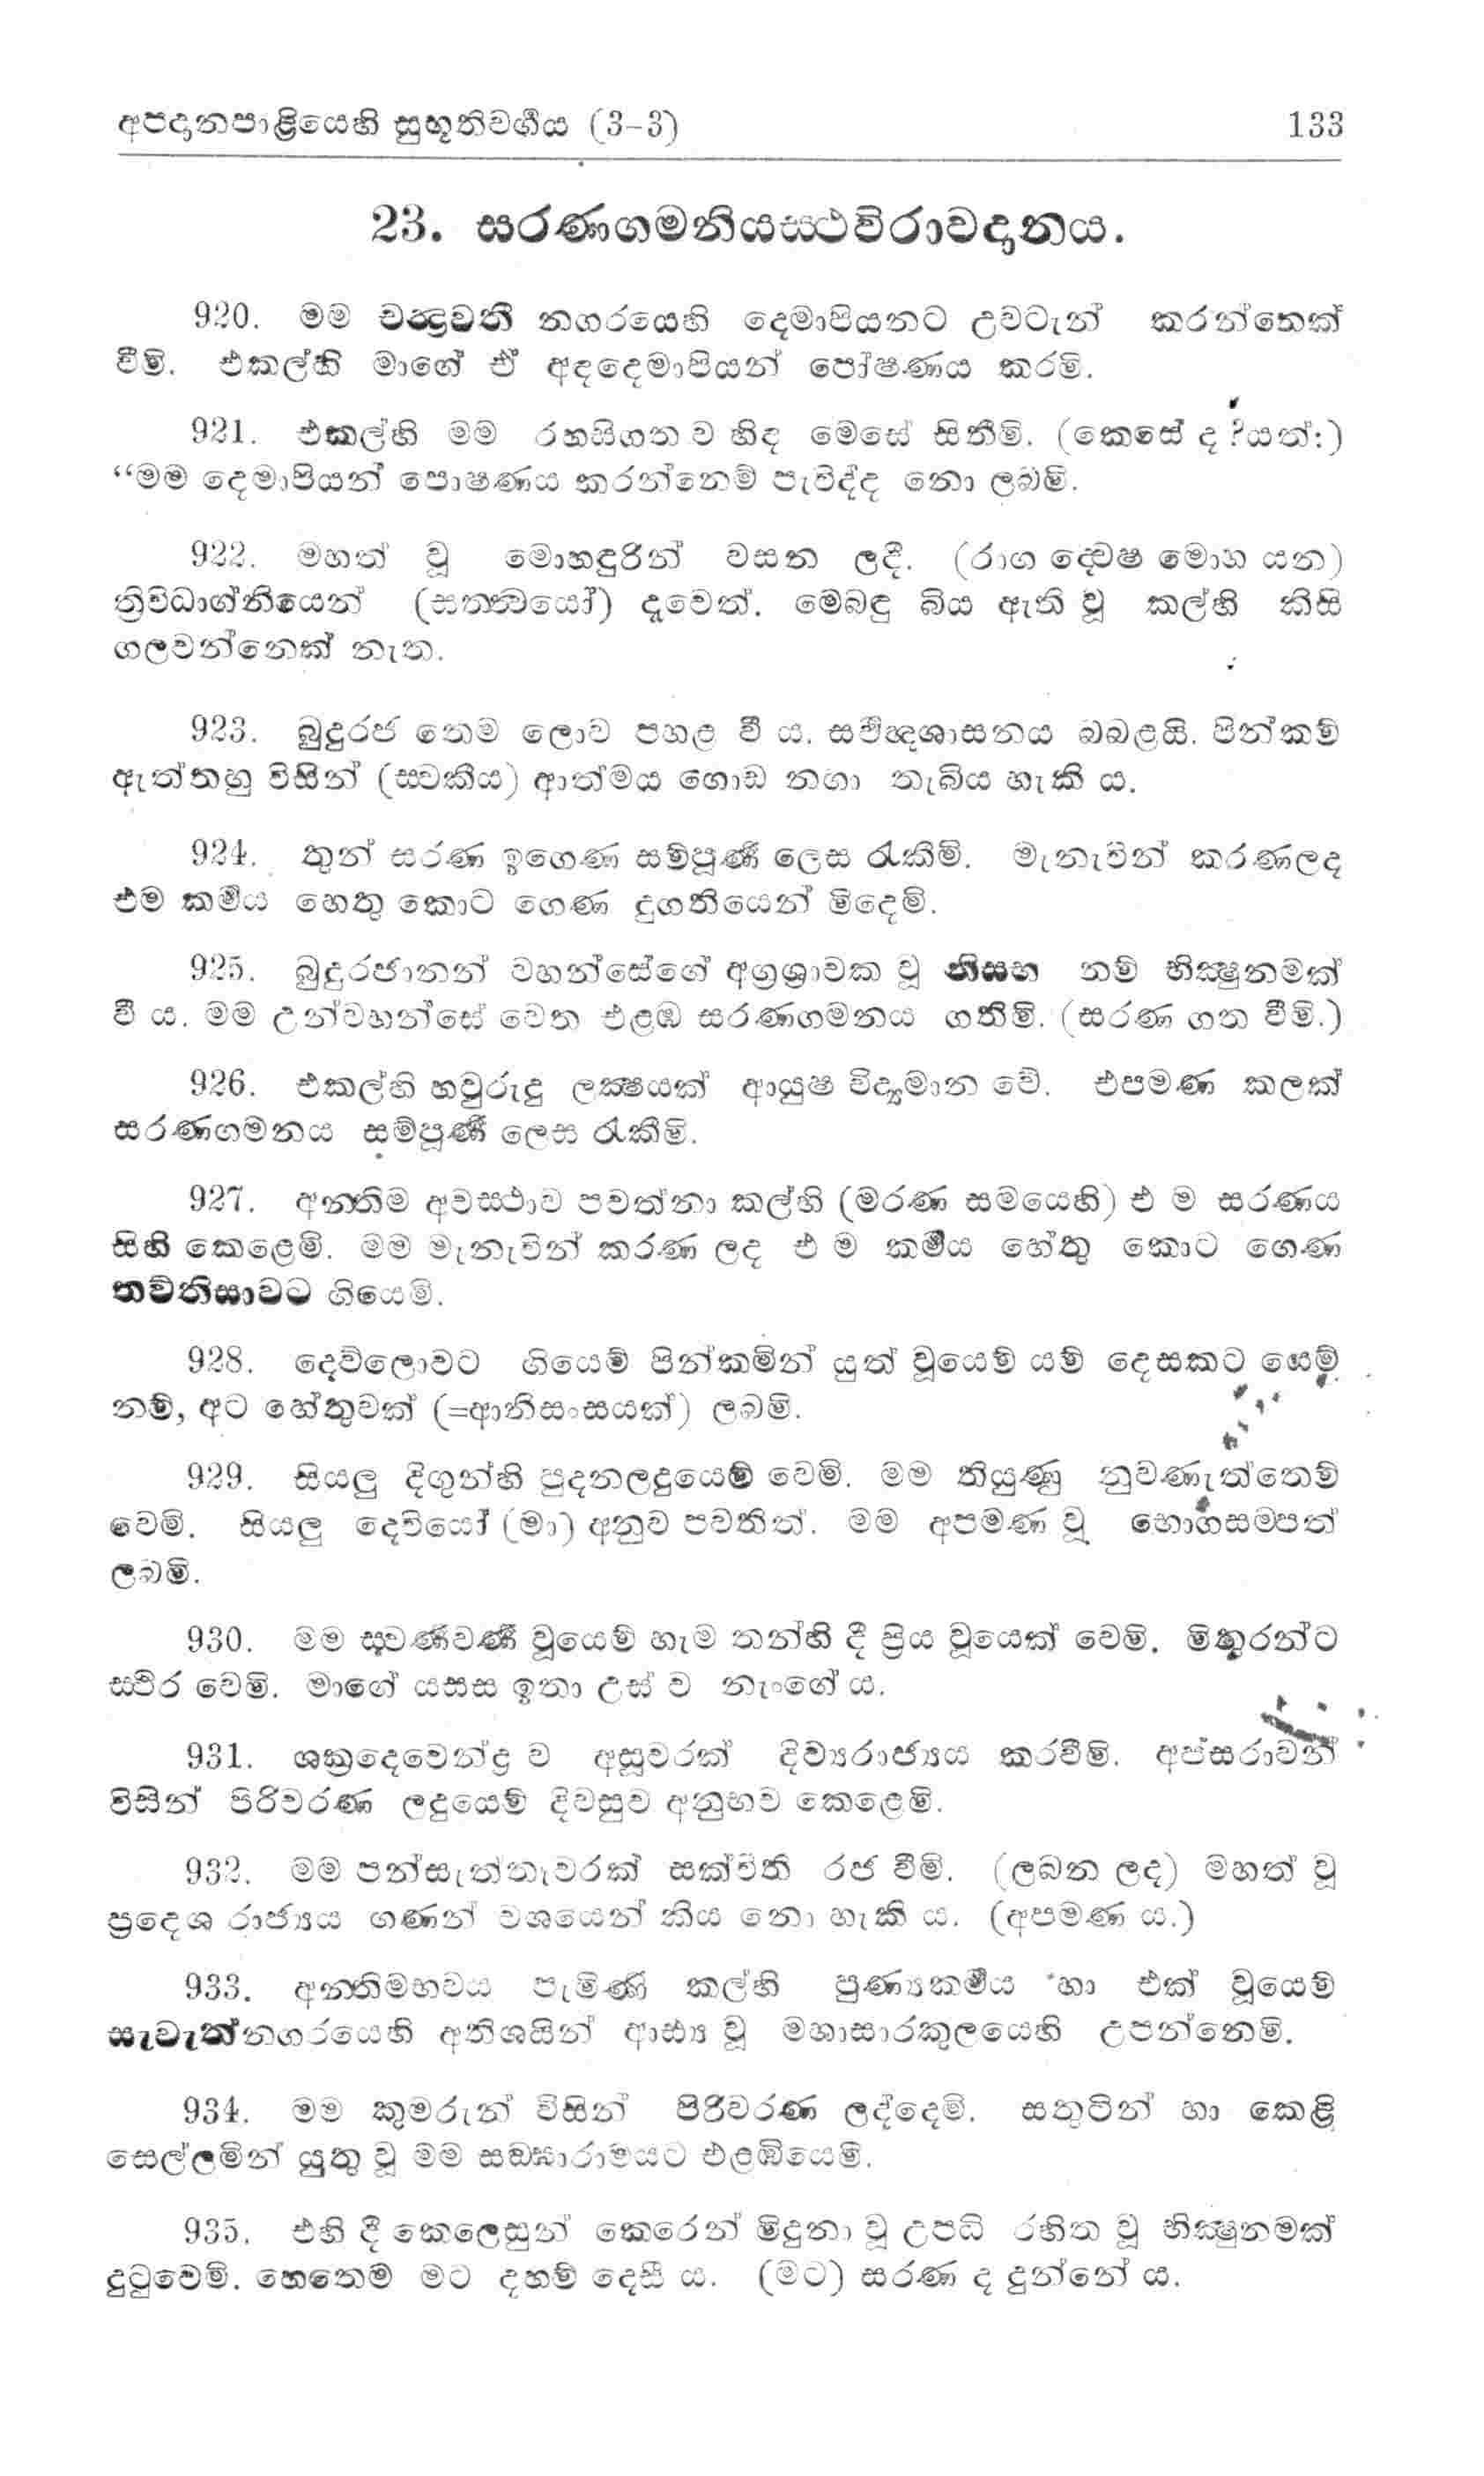 අපදානපාළියෙහි සුභූතිවර්‍ගය (3-3) 133
23. සරණගමනියස්ථවිරාවදානය.
920. මම චන්‍ද්‍රවතී නගරයෙහි දෙමාපියනට උවටැන් කරන්නෙක්
වීමි. එකල්හි මාගේ ඒ අඳදෙමාපියන් පෝෂණය කරමි.
921. එකල්හි මම රහසිගත ව හිඳ මෙසේ සිතීමි. (කෙසේ ද ?යත්:)
“මම දෙමාපියන් පොෂණය කරන්නෙම් පැවිද්ද නො ලබමි.
922. මහත් වූ මොහඳුරින් වසන ලදී. (රාග ද්වෙෂ මොහ යන)
ත්‍රිවිධාග්නියෙන් (සත්ත්‍වයෝ) දැවෙත්. මෙබඳු බිය ඇති වූ කල්හි කිසි
ගලවන්නෙක් නැත.
923. බුදුරජ තෙම ලොව පහළ වී ය. සර්‍වඥශාසනය බබළයි. පින්කම්
ඇත්තහු විසින් (ස්වකීය) ආත්මය ගොඩ නගා තැබිය හැකි ය.
924. තුන් සරණ ඉගෙණ සම්පූර්‍ණ ලෙස රැකීමි. මැනැවින් කරණලද
එම කර්‍මය හෙතු කොට ගෙණ දුගතියෙන් මිදෙමි.
925. බුදුරජානන් වහන්සේගේ අග්‍රශ්‍රාවක වූ නිසභ නම් භික්‍ෂුනමක්
වී ය. මම උන්වහන්සේ වෙත එළඹ සරණගමනය ගතිමි. (සරණ ගත වීමි.)
926. එකල්හි හවුරුදු ලක්‍ෂයක් ආයුෂ විද්‍යමාන වේ. එපමණ කලක්
සරණගමනය සම්පූර්‍ණ ලෙස රැකීමි.
927. අන්තිම අවස්ථාව පවත්නා කල්හි (මරණ සමයෙහි) එ ම සරණය
සිහි කෙළෙමි. මම මැනැවින් කරණ ලද එ ම කර්‍මය හේතු කොට ගෙණ
තව්තිසාවට ගියෙමි.
928. දෙව්ලොවට ගියෙම් පින්කමින් යුත් වූයෙම් යම් දෙසකට යෙම්
නම්, අට හේතුවක් (=ආනිසංසයක්) ලබමි.
929. සියලු දිගුන්හි පුදනලදුයෙම් වෙමි. මම තියුණු නුවණැත්තෙම්
වෙමි. සියලු දෙවියෝ (මා) අනුව පවතිත්. මම අපමණ වූ භොගසම්පත්
ලබමි.
930. මම සුවර්‍ණවර්‍ණ වූයෙම් හැම තන්හි දී ප්‍රිය වූයෙක් වෙමි. මිතුරන්ට
ස්ථිර වෙමි. මාගේ යසස ඉතා උස් ව නැංගේ ය.
931. ශක්‍රදෙවෙන්ද්‍ර ව අසූවරක් දිව්‍යරාජ්‍යය කරවීමි. අප්සරාවන්
විසින් පිරිවරණ ලදුයෙම් දිවසුව අනුභව කෙළෙමි.
932. මම පන්සැත්තෑවරක් සක්විති රජ වීමි. (ලබන ලද) මහත් වූ
ප්‍රදෙශ රාජ්‍යය ගණන් වශයෙන් කිය නො හැකි ය. (අපමණ ය.)
933. අන්තිමභවය පැමිණි කල්හි පුණ්‍යකර්‍මය හා එක් වූයෙම්
සැවැත්නගරයෙහි අතිශයින් ආඪ්‍ය වූ මහාසාරකුලයෙහි උපන්නෙමි.
934. මම කුමරුන් විසින් පිරිවරණ ලද්දෙමි. සතුටින් හා කෙළි
සෙල්ලමින් යුතු වූ මම සඞ්ඝාරාමයට එළඹියෙමි.
935. එහි දී කෙලෙසුන් කෙරෙන් මිදුනා වූ උපධි රහිත වූ භික්‍ෂුනමක්
දුටුවෙමි. හෙතෙම මට දහම් දෙසී ය. (මට) සරණ ද දුන්නේ ය.